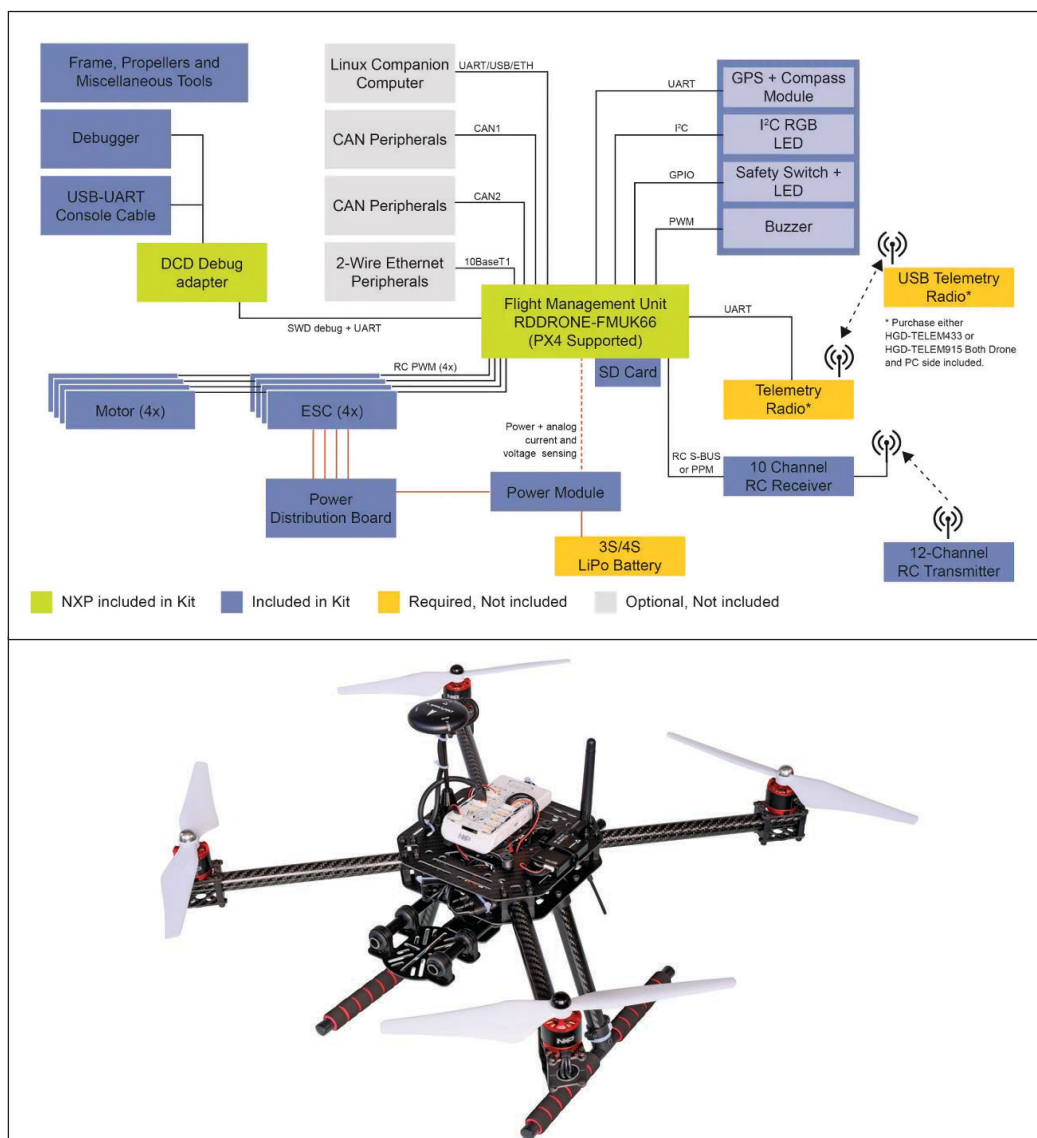 Frame, Propellers and
Miscellaneous Tools
Debugger
USB-UART
Console Cable
DCD Debug
adapter
SWD debug + UART
Linux Companion
Computer
UART/USB/ETH
CAN Peripherals
CAN1
CAN Peripherals
CAN2
2-Wire Ethernet
Peripherals
10BaseT1
UART
GPS + Compass
Module
I²C
I²C RGB
LED
GPIO
Safety Switch +
LED
PWM
Buzzer
Flight Management Unit
RDDRONE-FMUK66
(PX4 Supported)
SD Card
UART
USB Telemetry
Radio*
* Purchase either
HGD-TELEM433 or
HGD-TELEM915 Both Drone
and PC side included.
Telemetry
Radio*
RC PWM (4x)
Motor (4x)
ESC (4x)
Power + analog
current and
voltage sensing
RC S-BUS
or PPM
10 Channel
RC Receiver
Power
Distribution Board
Power Module
3S/4S
LiPo Battery
12-Channel
RC Transmitter
NXP included in Kit
Included in Kit
Required, Not included
Optional, Not included
NXP
NXP